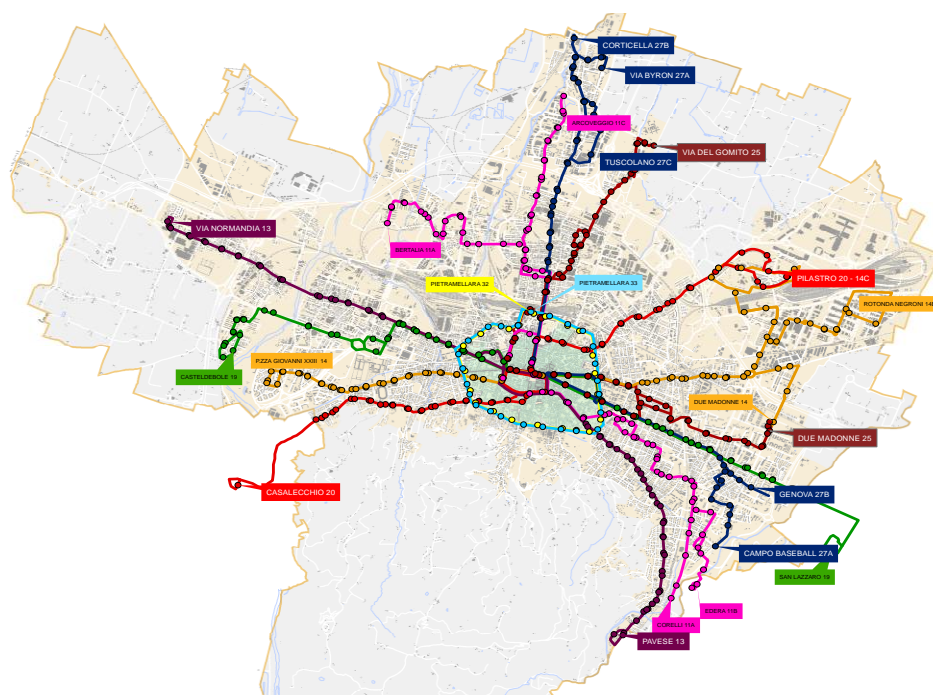 CORTICELLA 27B
VIA BYRON 27A
ARCOVEGGIO 11C
VIA DEL GOMITO 25
TUSCOLANO 27C
VIA NORMANDIA 13
BERTALIA 11A
PILASTRO 20 - 14C
PIETRAMELLARA 32
PIETRAMELLARA 33
ROTONDA NEGRONI 14B
P.ZZA GIOVANNI XXIII 14
CASTELDEBOLE 19
DUE MADONNE 14
DUE MADONNE 25
CASALECCHIO 20
GENOVA 27B
CAMPO BASEBALL 27A
SAN LAZZARO 19
EDERA 11B
CORELLI 11A
PAVESE 13